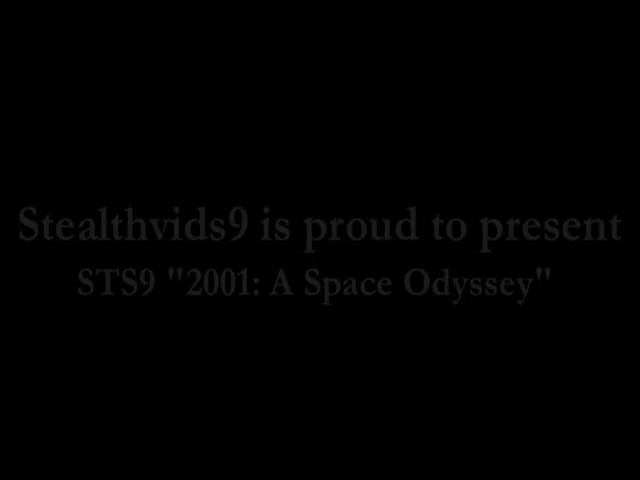 Stealthvids9 is proud to present
STS9 "2001: A Space Odyssey"